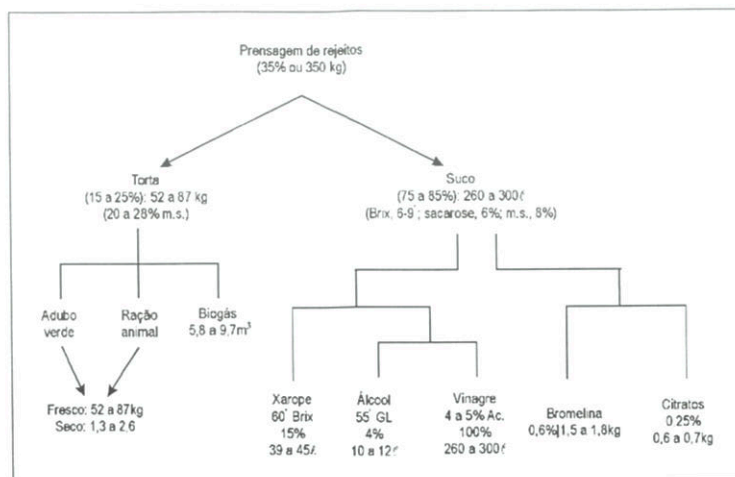 Prensagem de rejeitos
(35% ou 350 kg)
Torta
(15 a 25%): 52 a 87 kg
(20 a 28% m.s.)
Suco
(75 a 85%): 260 a 300ℓ
(Brix, 6-9°; sacarose, 6%; m.s., 8%)
Adubo
verde
Ração
animal
Biogás
5,8 a 9,7m³
Fresco: 52 a 87kg
Seco: 1,3 a 2,6
Xarope
60° Brix
15%
39 a 45ℓ
Álcool
55° GL
4%
10 a 12ℓ
Vinagre
4 a 5% Ac.
100%
260 a 300ℓ
Bromelina
0,6%|1,5 a 1,8kg
Citratos
0.25%
0,6 a 0,7kg